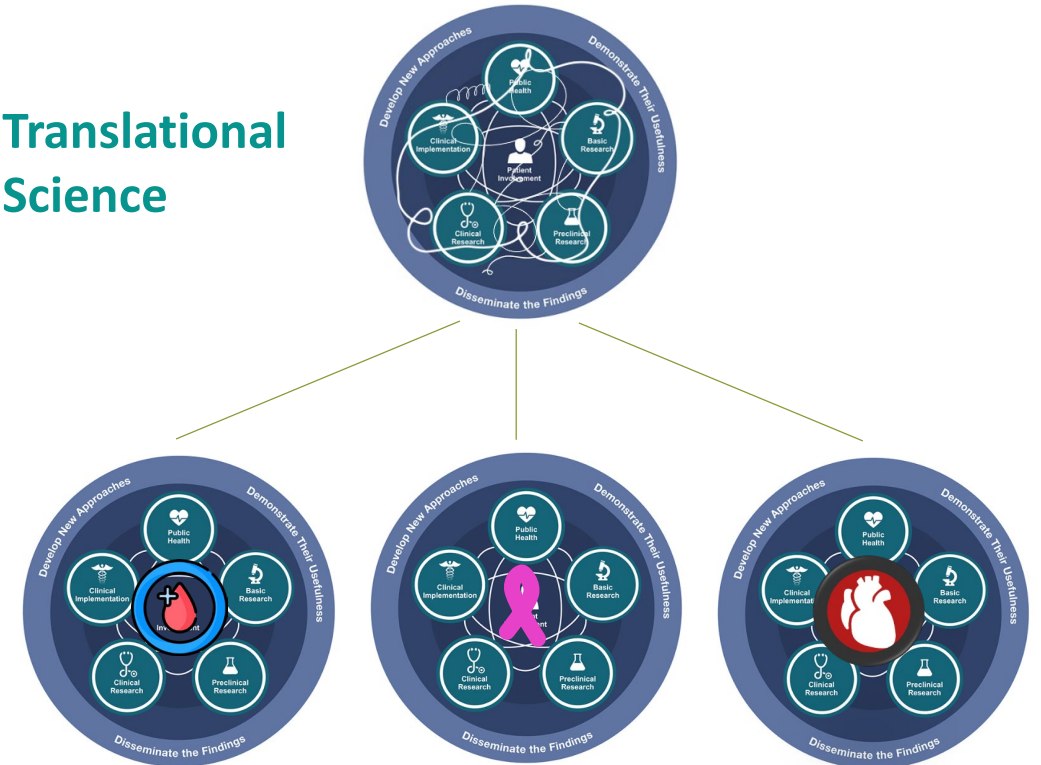 Translational
Science
Develop New Approaches
Demonstrate Their Usefulness
Public
Health
Clinical
Implementation
Basic
Research
Patient
Involvement
Clinical
Research
Preclinical
Research
Disseminate the Findings
Develop New Approaches
Demonstrate Their Usefulness
Public
Health
Clinical
Implementation
Basic
Research
Clinical
Research
Preclinical
Research
Disseminate the Findings
Develop New Approaches
Demonstrate Their Usefulness
Public
Health
Clinical
Implementation
Basic
Research
Clinical
Research
Preclinical
Research
Disseminate the Findings
Develop New Approaches
Demonstrate Their Usefulness
Public
Health
Clinical
Basic
Research
Clinical
Research
Preclinical
Research
Disseminate the Findings